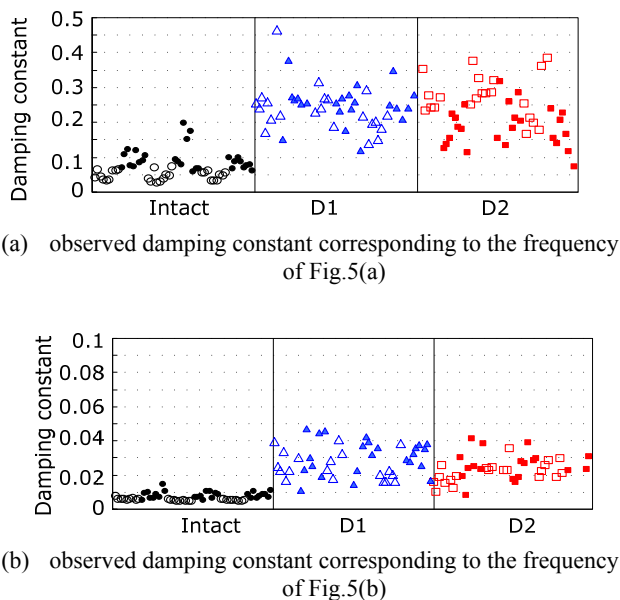 0.5
0.4
0.3
0.2
0.1
0
Damping constant
Intact D1 D2
(a) observed damping constant corresponding to the frequency
of Fig.5(a)
0.1
0.08
0.06
0.04
0.02
0
Damping constant
Intact D1 D2
(b) observed damping constant corresponding to the frequency
of Fig.5(b)